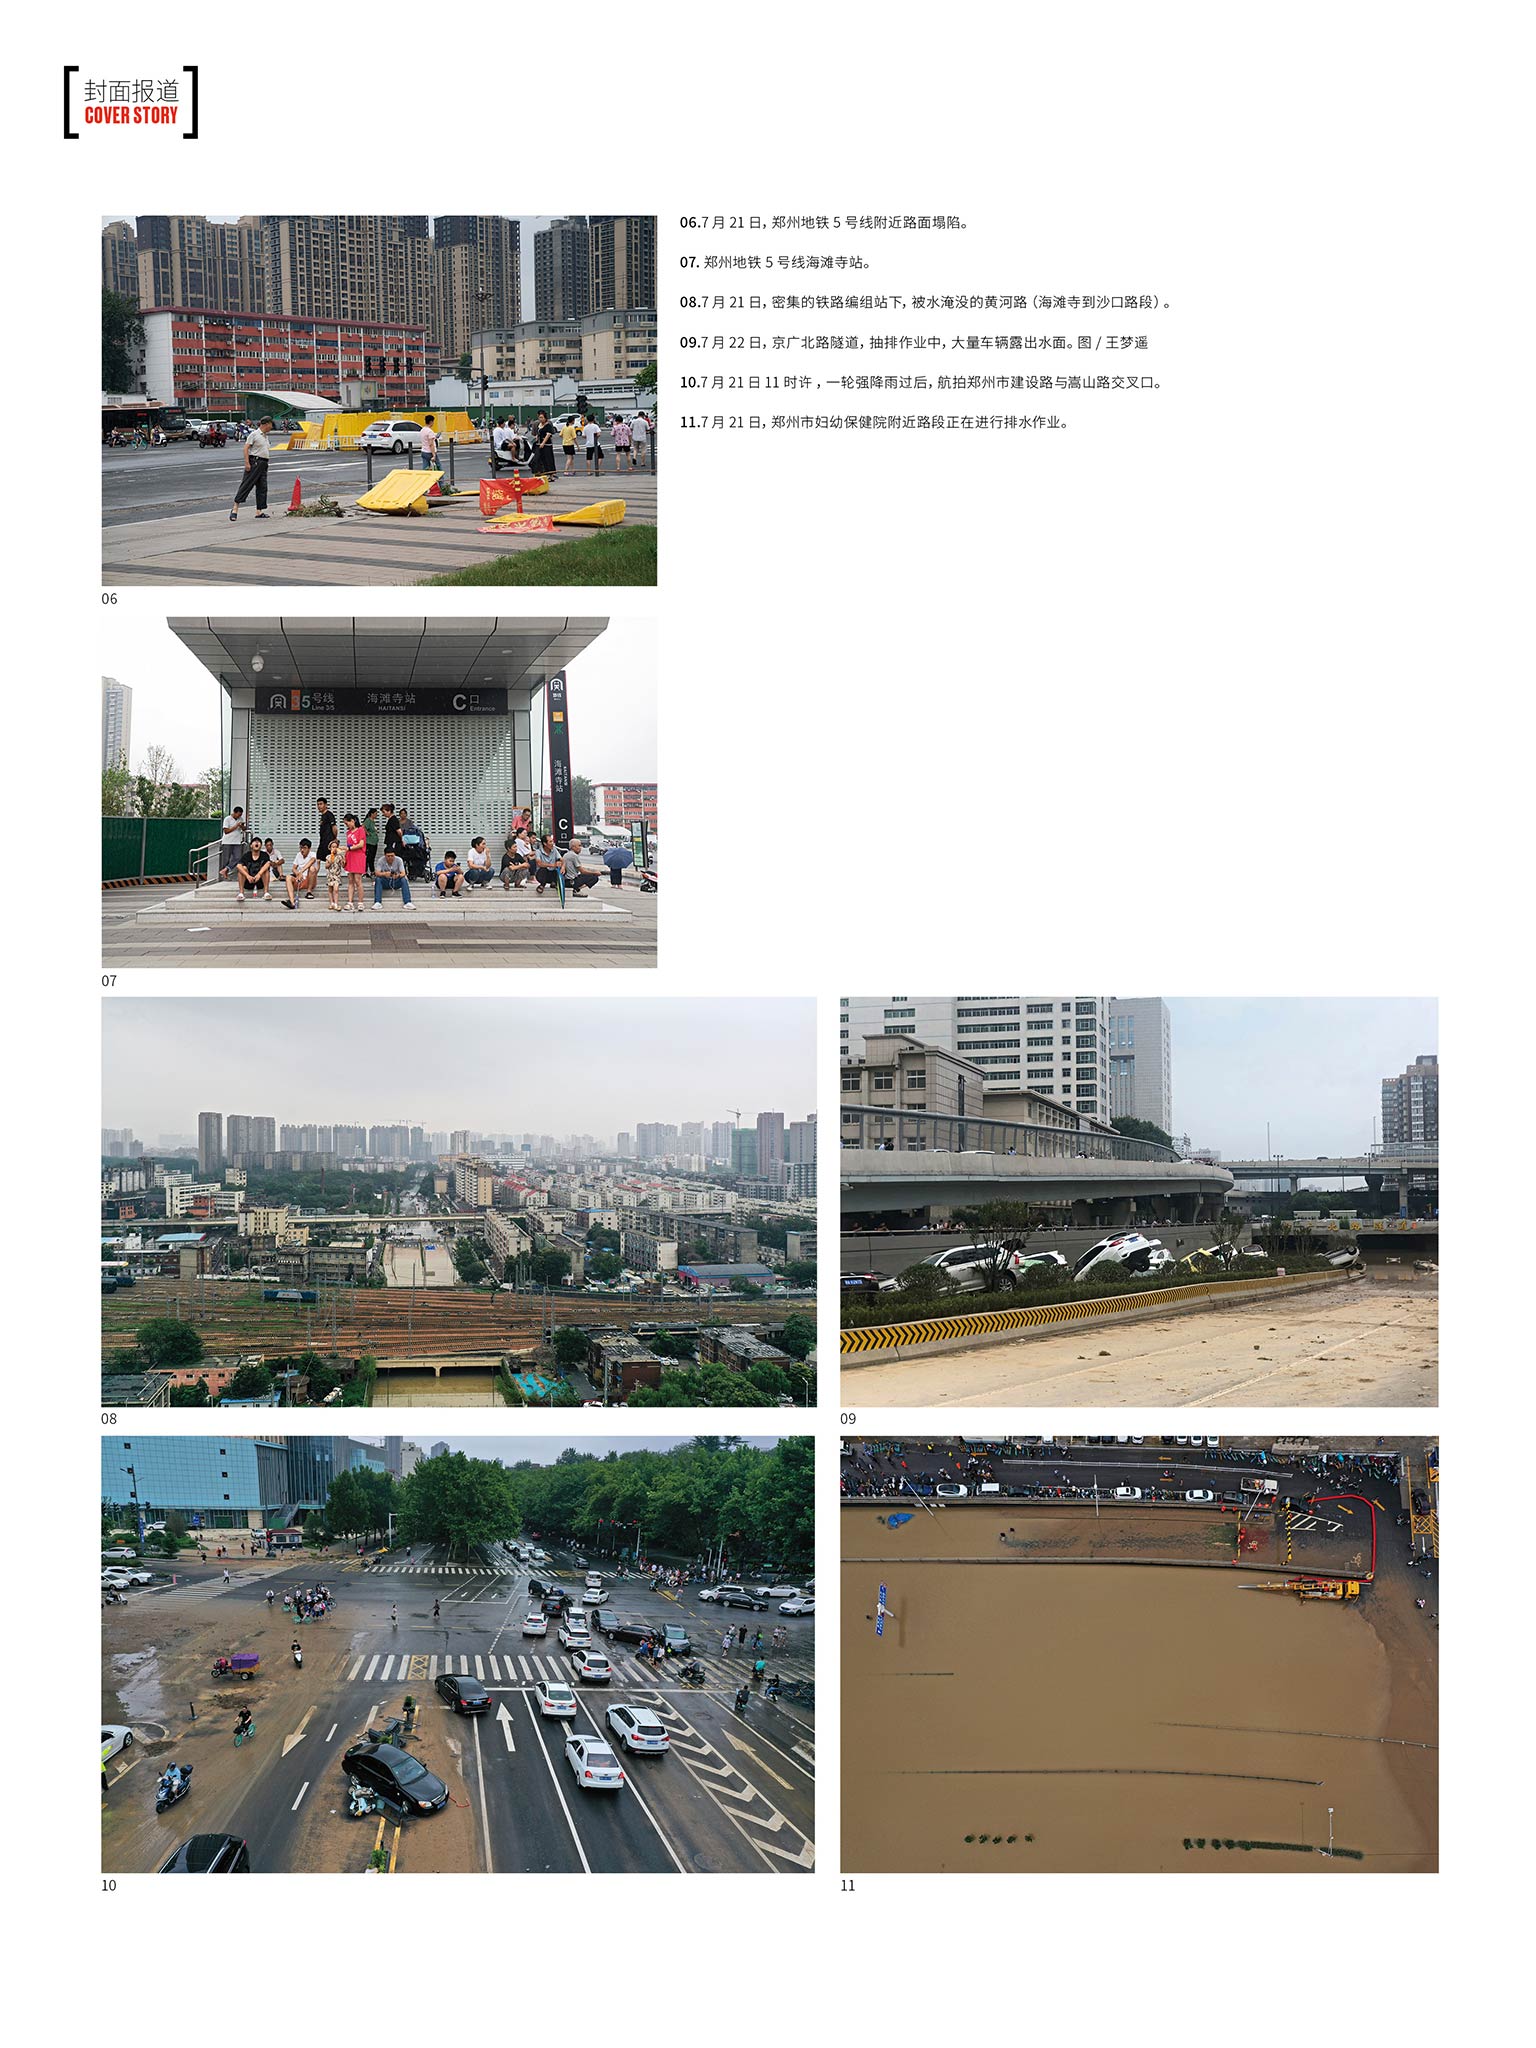 封面报道
COVER STORY
06.7 月 21 日，郑州地铁 5 号线附近路面塌陷。
07. 郑州地铁 5 号线海滩寺站。
08.7 月 21 日，密集的铁路编组站下，被水淹没的黄河路（海滩寺到沙口路段）。
09.7 月 22 日，京广北路隧道，抽排作业中，大量车辆露出水面。图 / 王梦遥
10.7 月 21 日 11 时许 ，一轮强降雨过后，航拍郑州市建设路与嵩山路交叉口。
11.7 月 21 日，郑州市妇幼保健院附近路段正在进行排水作业。
06
35号线 海滩寺站 C口
Line 3/5 HAITANSI Entrance
海滩寺站
C
口
07
08
09
10
11